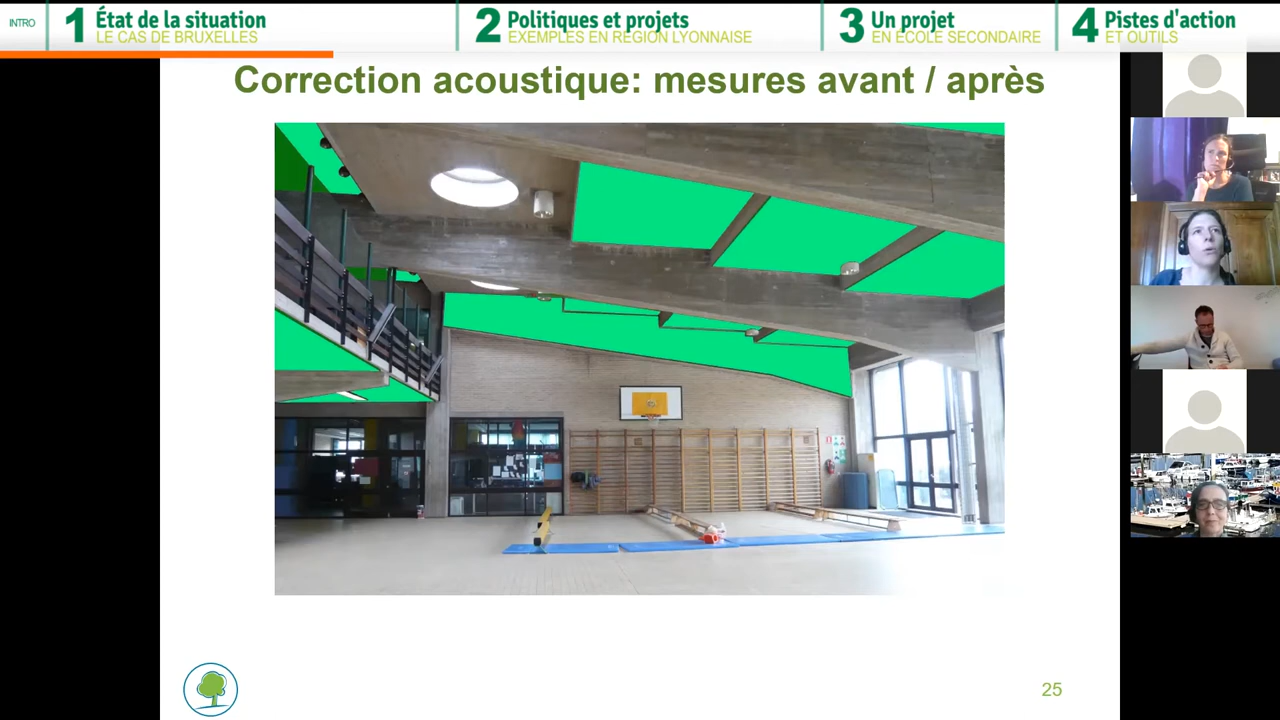 INTRO
1 État de la situation
LE CAS DE BRUXELLES
2 Politiques et projets
EXEMPLES EN RÉGION LYONNAISE
3 Un projet
EN ÉCOLE SECONDAIRE
4 Pistes d'action
ET OUTILS
Correction acoustique: mesures avant / après
25